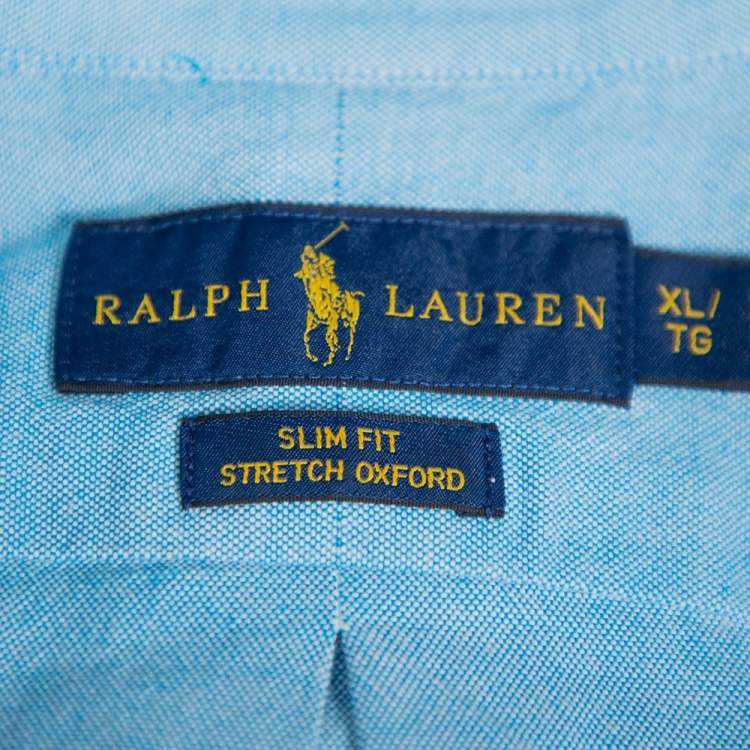 RALPH LAUREN
XL/
TG
SLIM FIT
STRETCH OXFORD